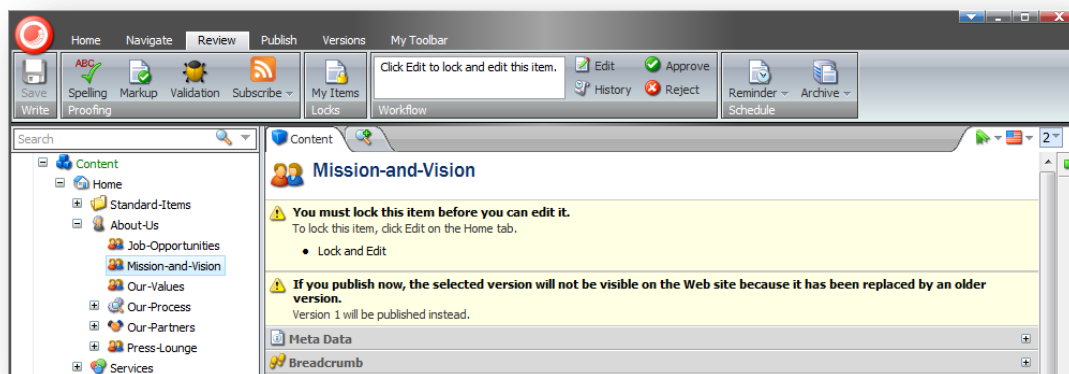 Home Navigate Review Publish Versions My Toolbar
ABC
Click Edit to lock and edit this item.
Edit
Approve
History
Reject
Save Spelling Markup Validation Subscribe My Items Reminder Archive
Write Proofing Locks Workflow Schedule
Search
Content
Home
Standard-Items
About-Us
Job-Opportunities
Mission-and-Vision
Our-Values
Our-Process
Our-Partners
Press-Lounge
Services
Content
2
Mission-and-Vision
You must lock this item before you can edit it.
To lock this item, click Edit on the Home tab.
• Lock and Edit
If you publish now, the selected version will not be visible on the Web site because it has been replaced by an older
version.
Version 1 will be published instead.
Meta Data
Breadcrumb